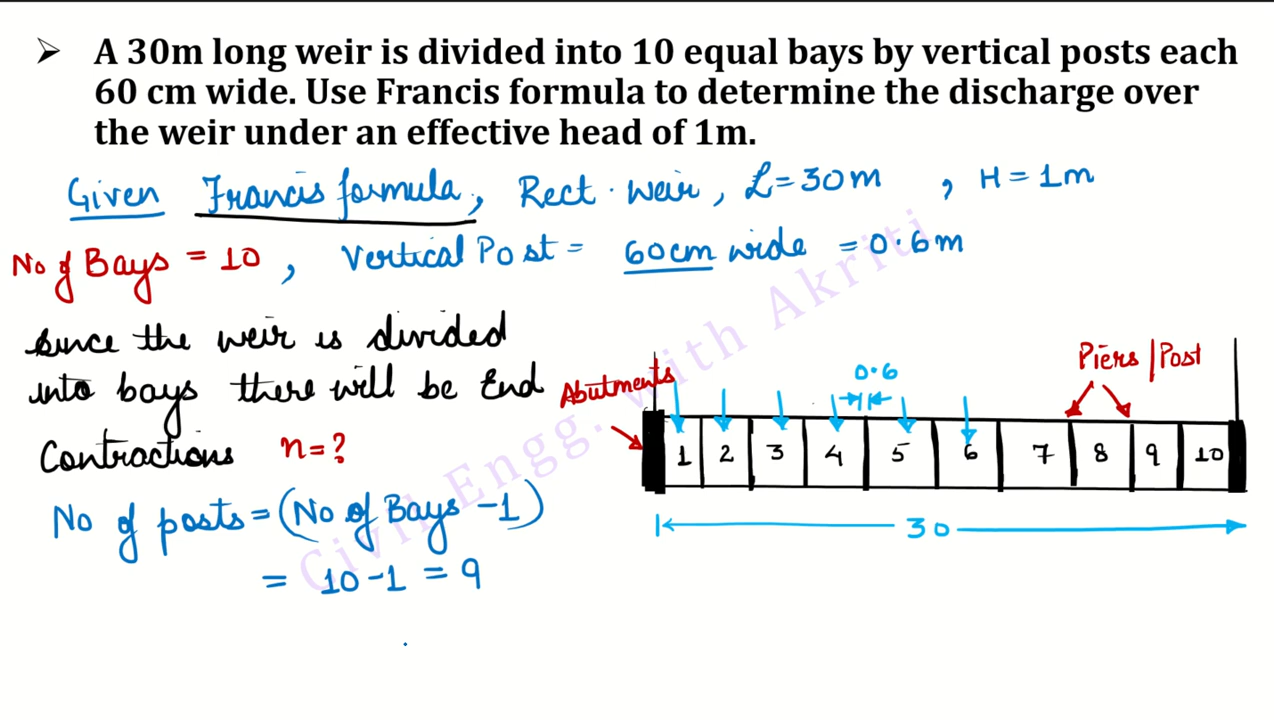 ➢ A 30m long weir is divided into 10 equal bays by vertical posts each
60 cm wide. Use Francis formula to determine the discharge over
the weir under an effective head of 1m.
Given Francis formula, Rect. weir, L=30m , H=1m
No of Bays = 10 , Vertical Post = 60cm wide = 0.6m
since the weir is divided
into bays there will be End
Contractions n=?
No of posts = (No of Bays -1)
= 10-1 = 9
Abutments
0.6
Piers/Post
1 2 3 4 5 6 7 8 9 10
30
Civil Engg. with Akriti